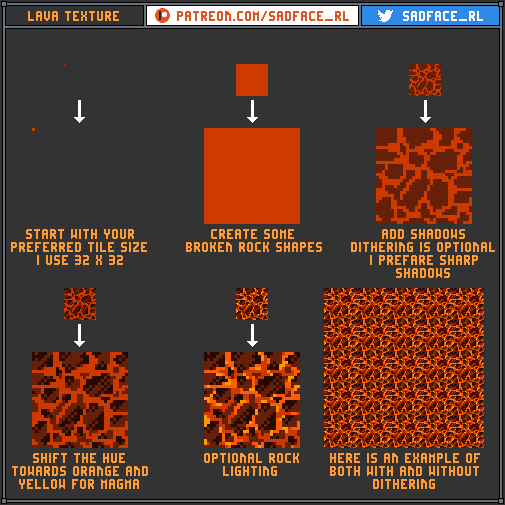 LAVA TEXTURE
PATREON.COM/SADFACE_RL
SADFACE_RL
START WITH YOUR
PREFERRED TILE SIZE
I USE 32 X 32
CREATE SOME
BROKEN ROCK SHAPES
ADD SHADOWS
DITHERING IS OPTIONAL
I PREFARE SHARP
SHADOWS
SHIFT THE HUE
TOWARDS ORANGE AND
YELLOW FOR MAGMA
OPTIONAL ROCK
LIGHTING
HERE IS AN EXAMPLE OF
BOTH WITH AND WITHOUT
DITHERING